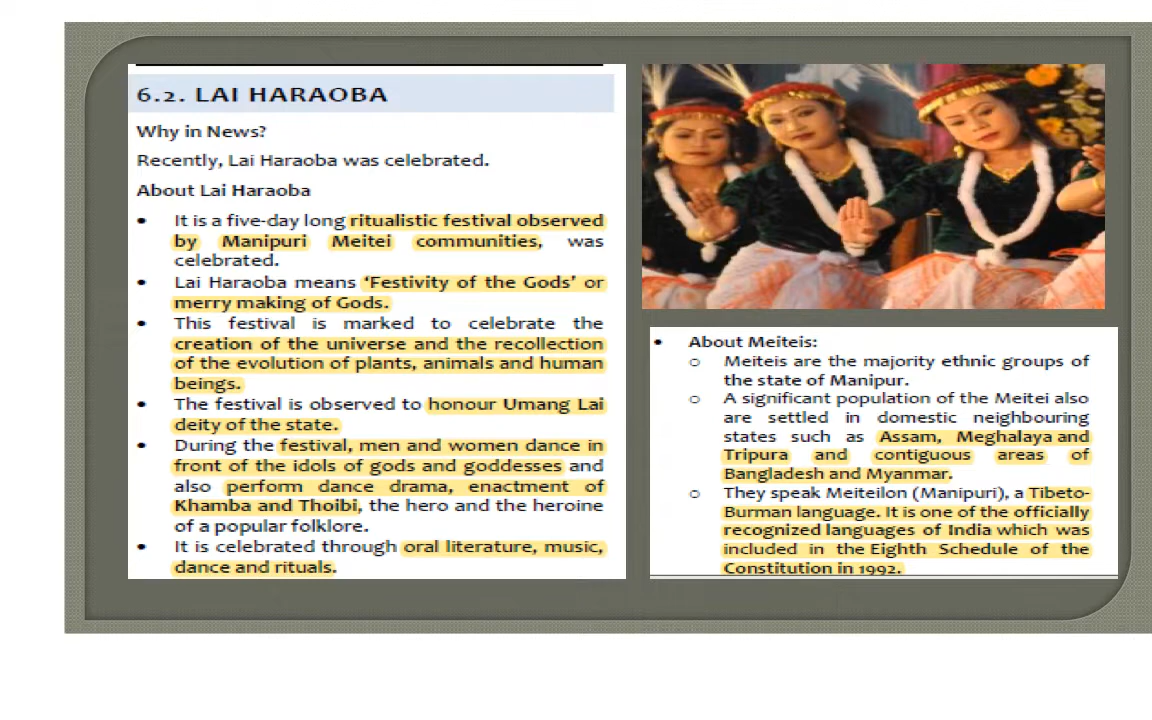 6.2. LAI HARAOBA
Why in News?
Recently, Lai Haraoba was celebrated.
About Lai Haraoba
• It is a five-day long ritualistic festival observed
by Manipuri Meitei communities, was
celebrated.
• Lai Haraoba means ‘Festivity of the Gods’ or
merry making of Gods.
• This festival is marked to celebrate the
creation of the universe and the recollection
of the evolution of plants, animals and human
beings.
• The festival is observed to honour Umang Lai
deity of the state.
• During the festival, men and women dance in
front of the idols of gods and goddesses and
also perform dance drama, enactment of
Khamba and Thoibi, the hero and the heroine
of a popular folklore.
• It is celebrated through oral literature, music,
dance and rituals.
• About Meiteis:
o Meiteis are the majority ethnic groups of
the state of Manipur.
o A significant population of the Meitei also
are settled in domestic neighbouring
states such as Assam, Meghalaya and
Tripura and contiguous areas of
Bangladesh and Myanmar.
o They speak Meiteilon (Manipuri), a Tibeto-
Burman language. It is one of the officially
recognized languages of India which was
included in the Eighth Schedule of the
Constitution in 1992.